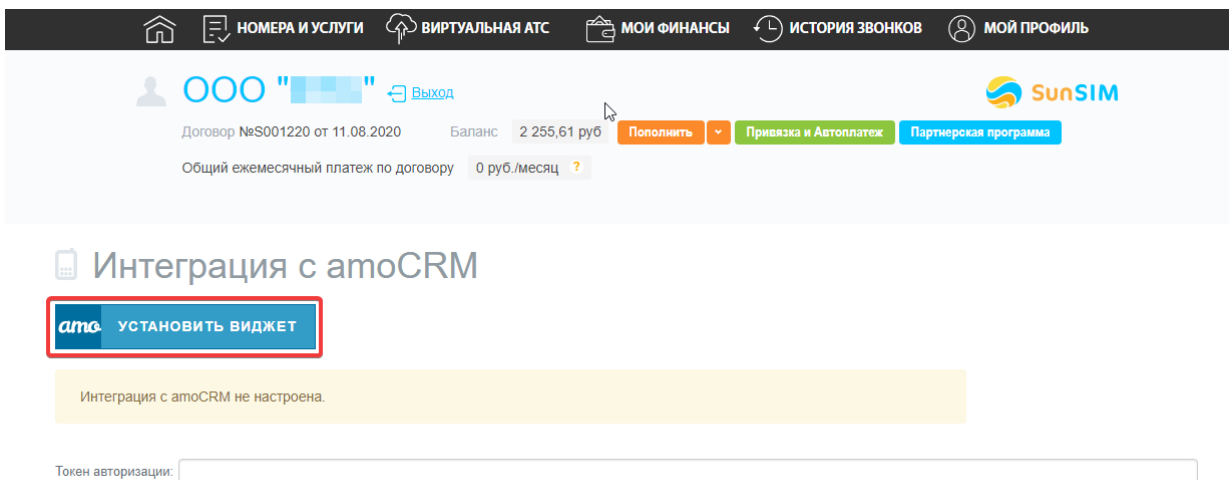 НОМЕРА И УСЛУГИ ВИРТУАЛЬНАЯ АТС МОИ ФИНАНСЫ ИСТОРИЯ ЗВОНКОВ МОЙ ПРОФИЛЬ
ООО " " Выход
SunSIM
Договор №S001220 от 11.08.2020 Баланс 2 255,61 руб Пополнить Привязка и Автоплатеж Партнерская программа
Общий ежемесячный платеж по договору 0 руб./месяц ?
Интеграция с amoCRM
amo УСТАНОВИТЬ ВИДЖЕТ
Интеграция с amoCRM не настроена.
Токен авторизации: